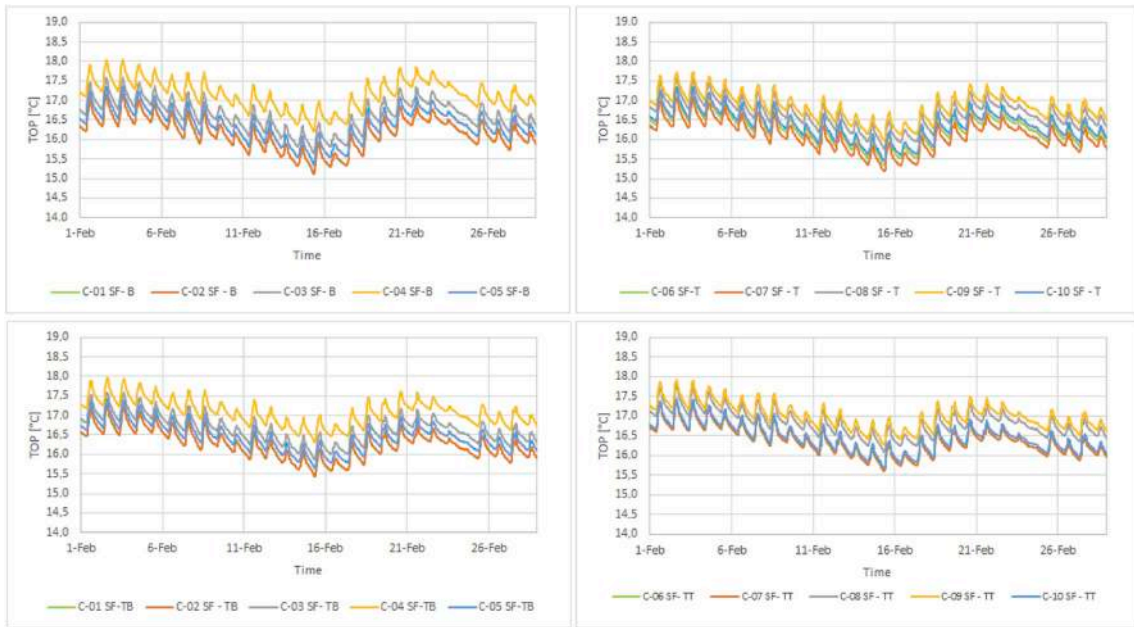 19,0
18,5
18,0
17,5
17,0
16,5
16,0
15,5
15,0
14,5
14,0
TOP [°C]
1-Feb 6-Feb 11-Feb 16-Feb 21-Feb 26-Feb
Time
C-01 SF- B C-02 SF - B C-03 SF- B C-04 SF-B C-05 SF-B
19,0
18,5
18,0
17,5
17,0
16,5
16,0
15,5
15,0
14,5
14,0
TOP [°C]
1-Feb 6-Feb 11-Feb 16-Feb 21-Feb 26-Feb
Time
C-06 SF-T C-07 SF - T C-08 SF - T C-09 SF - T C-10 SF - T
19,0
18,5
18,0
17,5
17,0
16,5
16,0
15,5
15,0
14,5
14,0
TOP [°C]
1-Feb 6-Feb 11-Feb 16-Feb 21-Feb 26-Feb
Time
C-01 SF-TB C-02 SF - TB C-03 SF- TB C-04 SF-TB C-05 SF-TB
19,0
18,5
18,0
17,5
17,0
16,5
16,0
15,5
15,0
14,5
14,0
TOP [°C]
1-Feb 6-Feb 11-Feb 16-Feb 21-Feb 26-Feb
Time
C-06 SF- TT C-07 SF - TT C-08 SF - TT C-09 SF - TT C-10 SF - TT